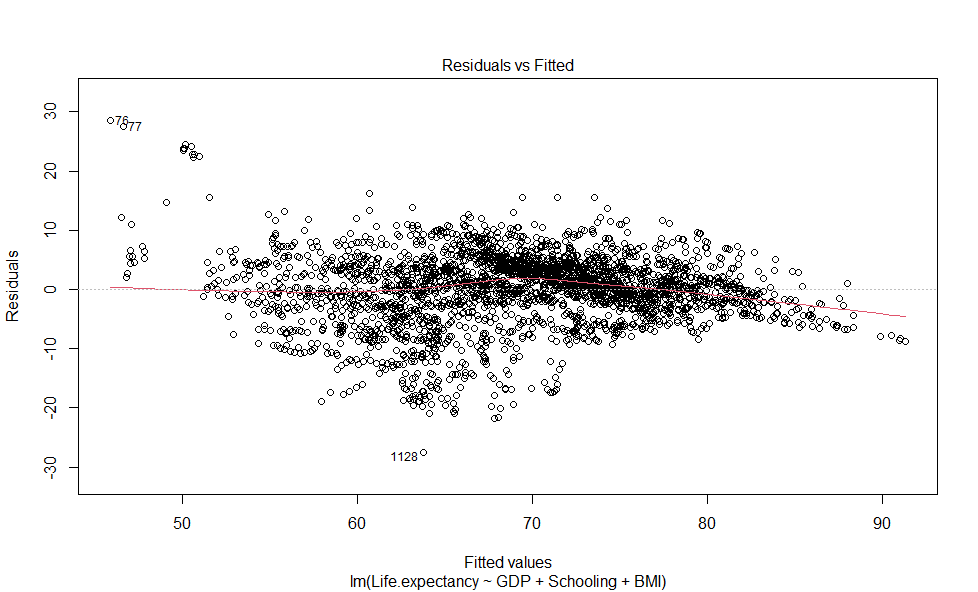 Residuals vs Fitted
Residuals
30
20
10
0
-10
-20
-30
76
77
1128
50 60 70 80 90
Fitted values
lm(Life.expectancy ~ GDP + Schooling + BMI)